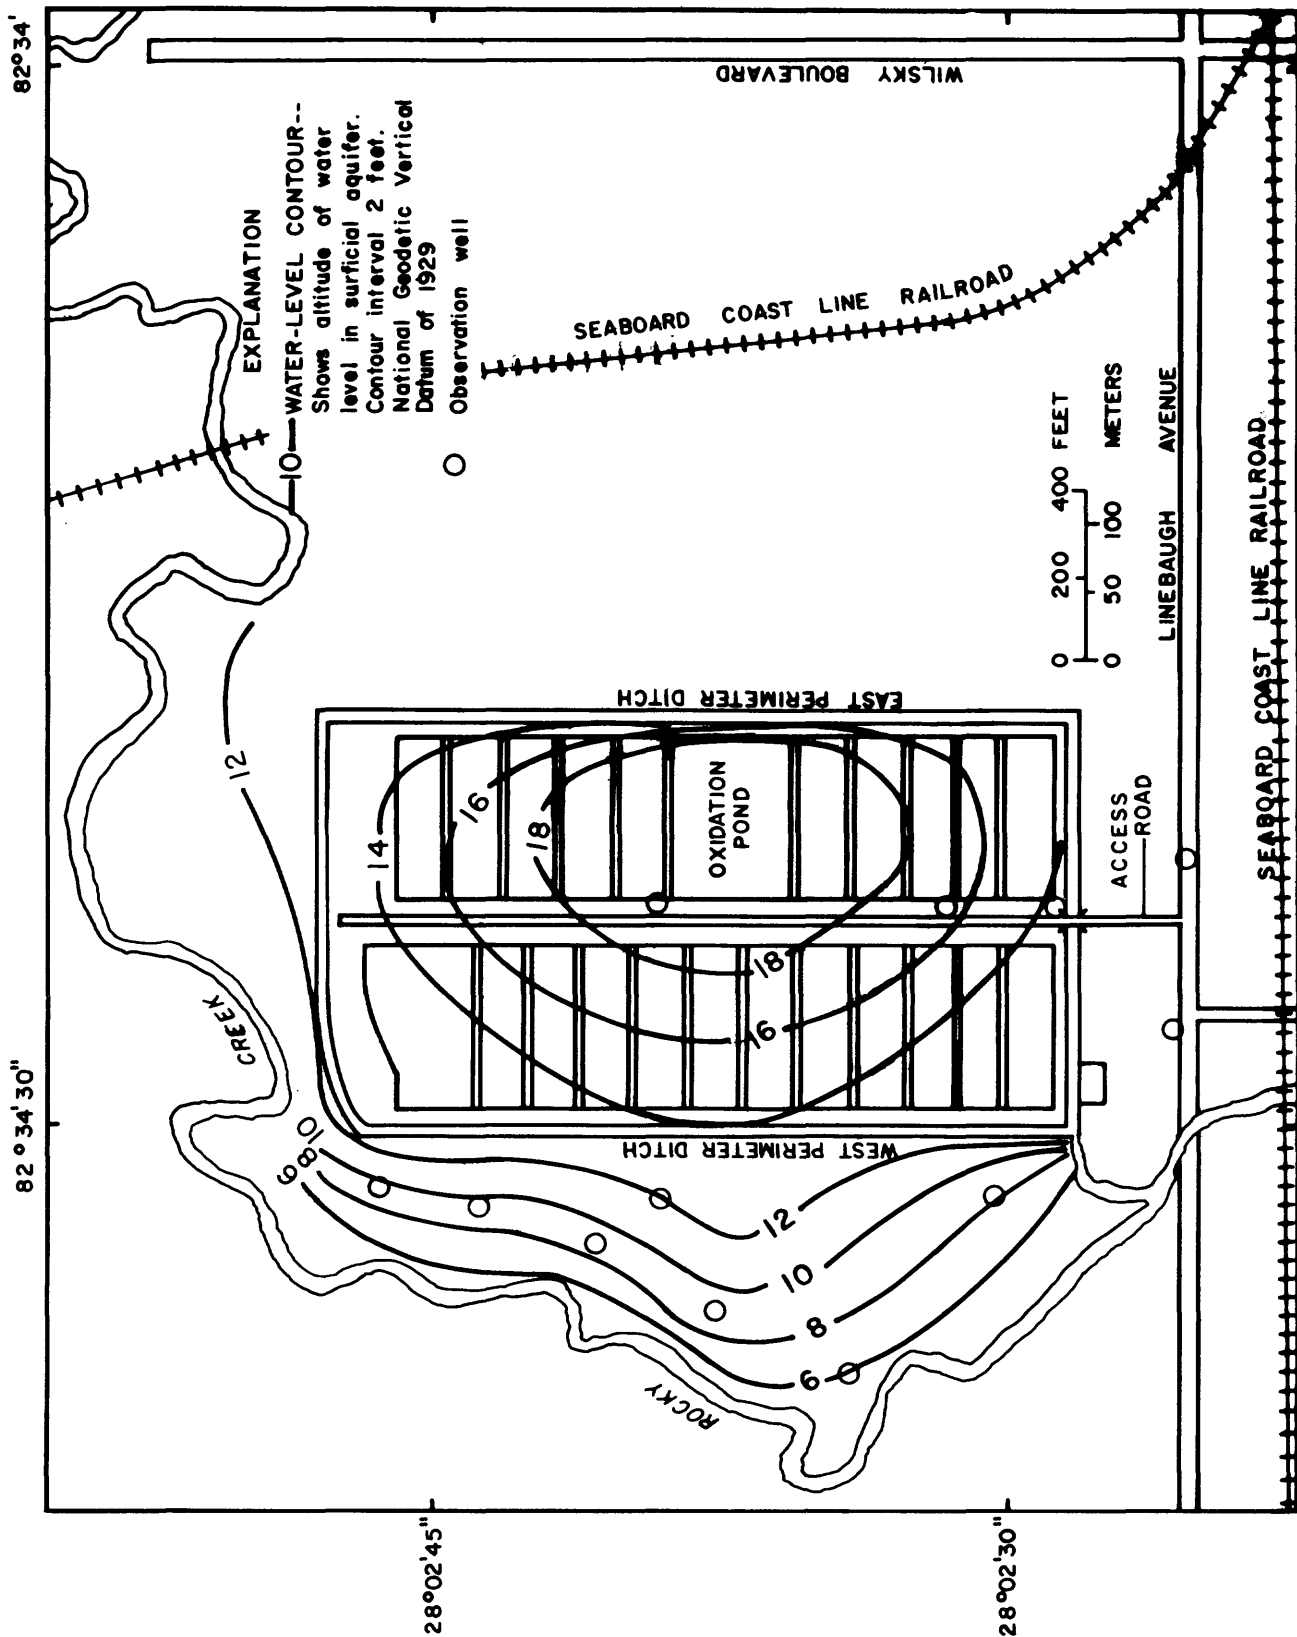 82°34'
82°34'30"
28°02'45"
28°02'30"
EXPLANATION
—10— WATER-LEVEL CONTOUR--
Shows altitude of water
level in surficial aquifer.
Contour interval 2 feet.
National Geodetic Vertical
Datum of 1929
Observation well
WILSKY BOULEVARD
SEABOARD COAST LINE RAILROAD
0 200 400 FEET
0 50 100 METERS
LINEBAUGH AVENUE
SEABOARD COAST LINE RAILROAD
ACCESS
ROAD
EAST PERIMETER DITCH
WEST PERIMETER DITCH
OXIDATION
POND
ROCKY
CREEK
12
14
16
18
18
16
10
8
6
12
10
8
6